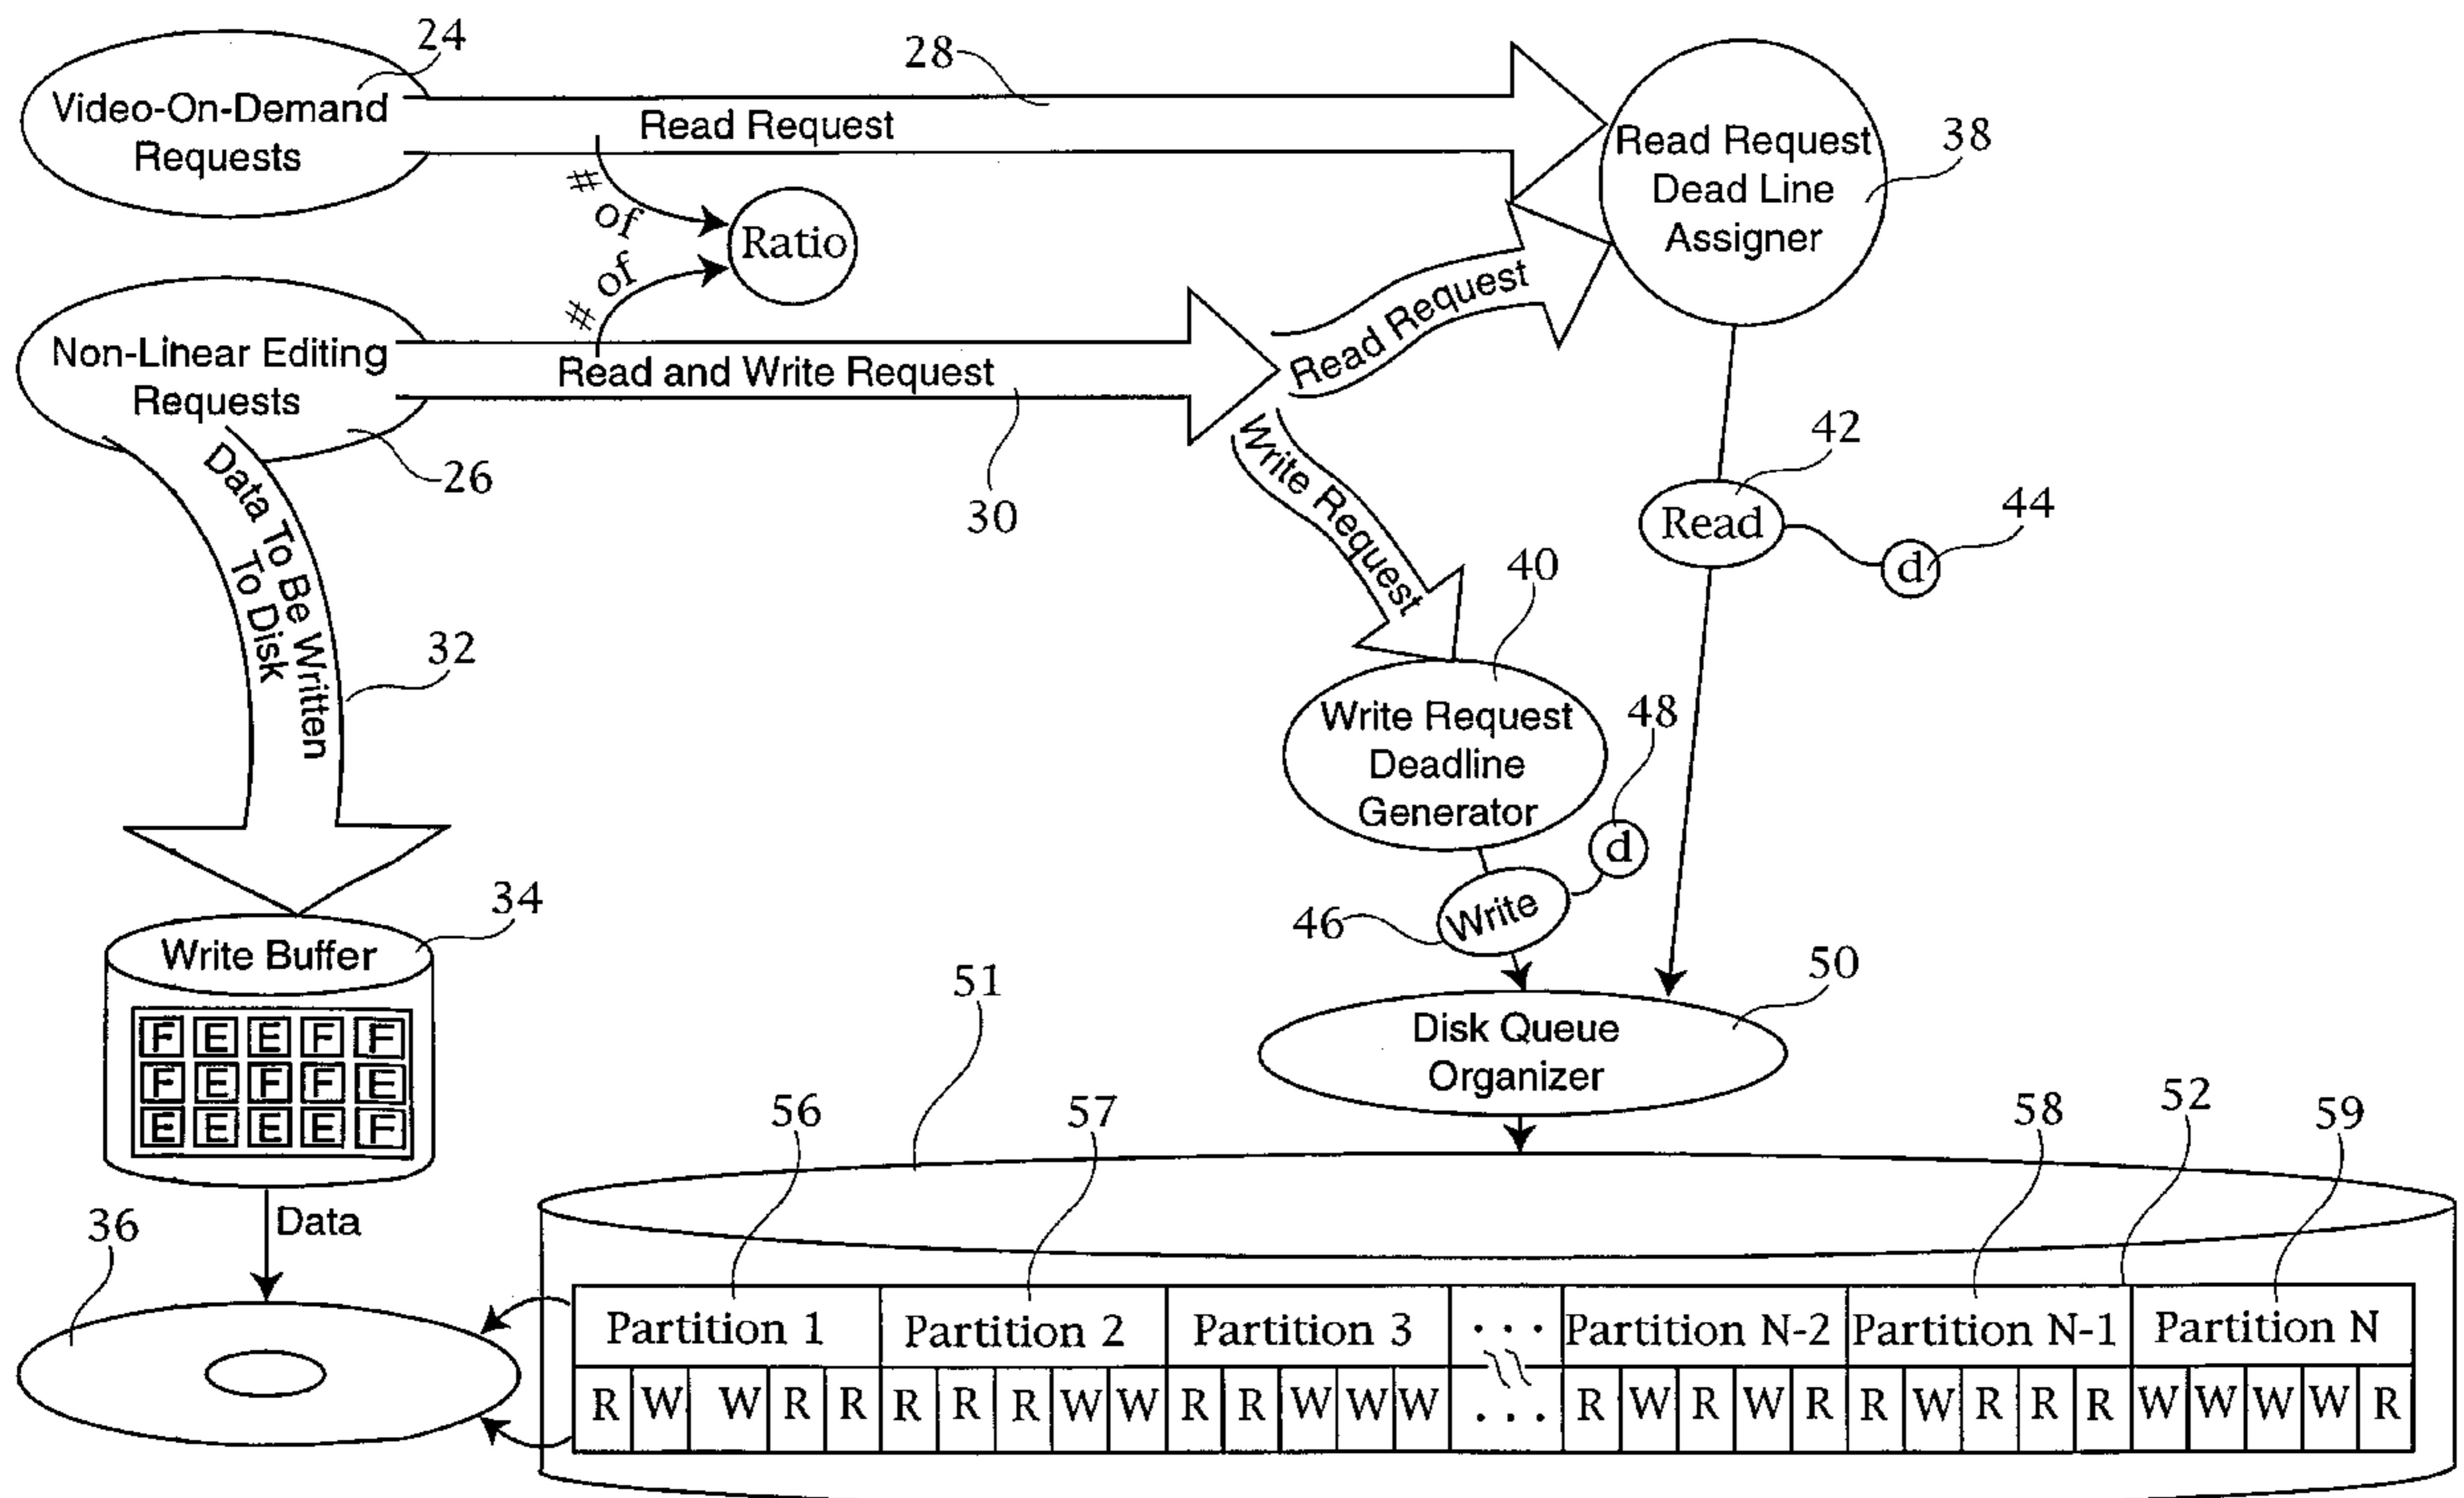 24
28
Video-On-Demand
Requests
Read Request
Read Request
Dead Line
Assigner
38
# of
Ratio
# of
Non-Linear Editing
Requests
Read and Write Request
Read Request
Write Request
26
30
42
Read
44
d
Data To Be Written
To Disk
32
40
Write Request
Deadline
Generator
48
d
46
Write
34
Write Buffer
F E E F F
F E F F E
E E E E F
50
Disk Queue
Organizer
51
56
57
58
52
59
Data
36
Partition 1 Partition 2 Partition 3 ... Partition N-2 Partition N-1 Partition N
R W W R R R R R W W R R W W W ... R W R W R R W R R R W W W W R